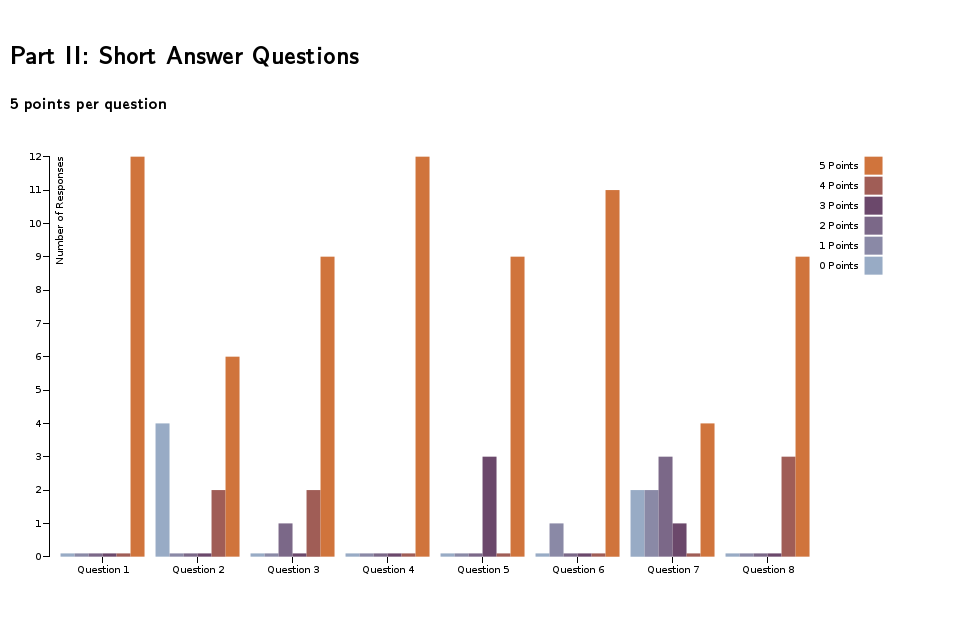 Part II: Short Answer Questions
5 points per question
Number of Responses
12
11
10
9
8
7
6
5
4
3
2
1
0
Question 1
Question 2
Question 3
Question 4
Question 5
Question 6
Question 7
Question 8
5 Points
4 Points
3 Points
2 Points
1 Points
0 Points